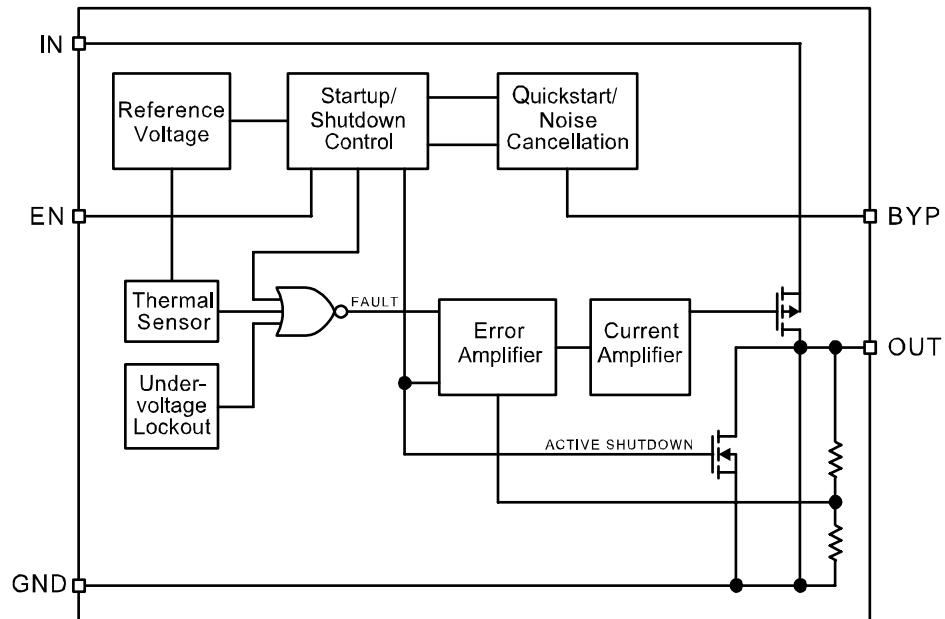 IN
Reference
Voltage
Startup/
Shutdown
Control
Quickstart/
Noise
Cancellation
EN
BYP
Thermal
Sensor
FAULT
Error
Amplifier
Current
Amplifier
OUT
Under-
voltage
Lockout
ACTIVE SHUTDOWN
GND